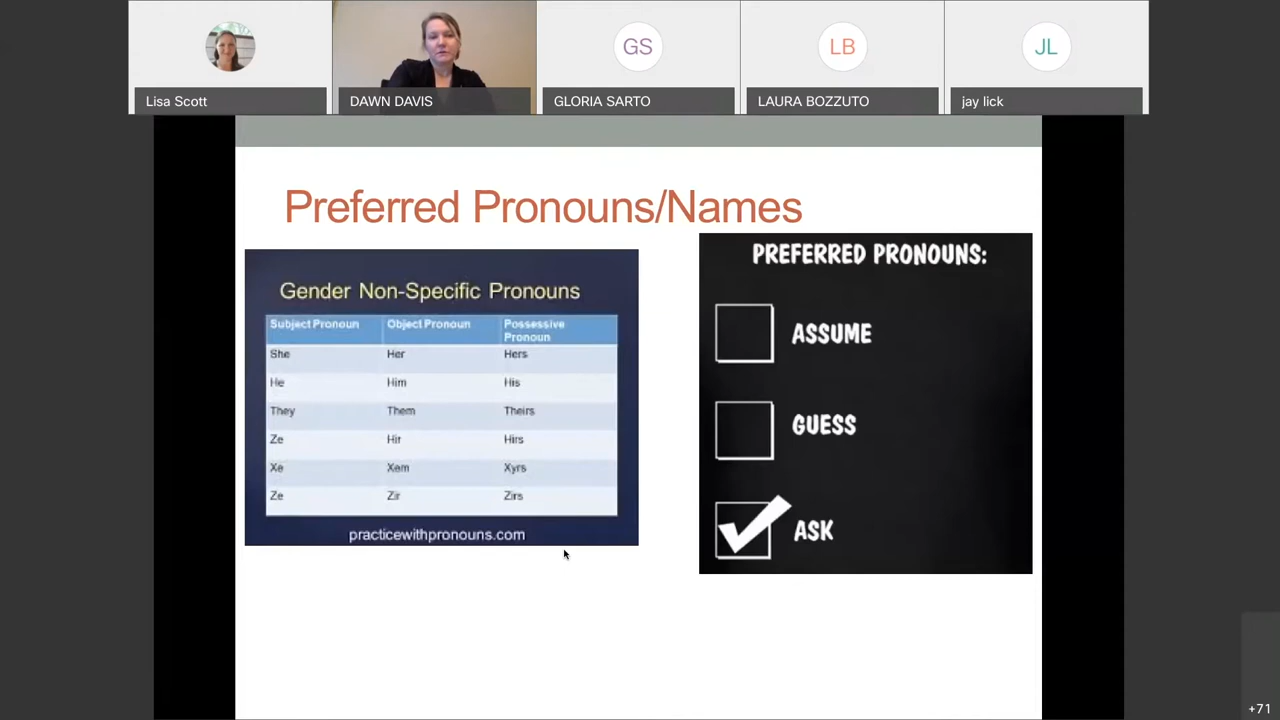 Lisa Scott
DAWN DAVIS
GS
GLORIA SARTO
LB
LAURA BOZZUTO
JL
jay lick
Preferred Pronouns/Names
Gender Non-Specific Pronouns
Subject Pronoun Object Pronoun Possessive Pronoun
She Her Hers
He Him His
They Them Theirs
Ze Hir Hirs
Xe Xem Xyrs
Ze Zir Zirs
practicewithpronouns.com
PREFERRED PRONOUNS:
ASSUME
GUESS
ASK
+71